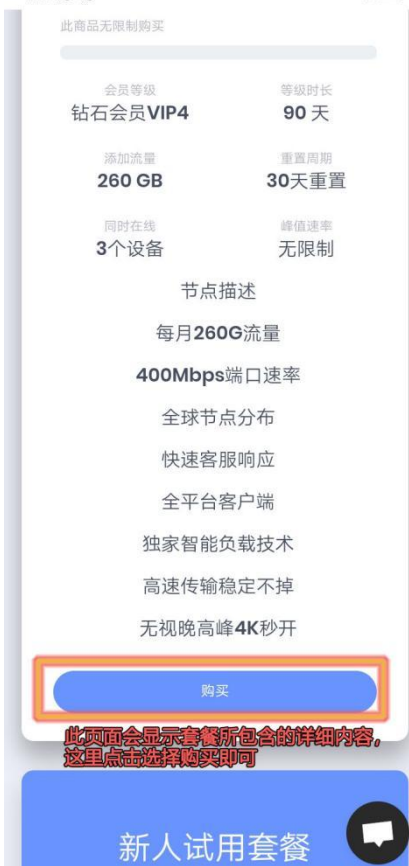 此商品无限制购买
会员等级 等级时长
钻石会员VIP4 90 天
添加流量 重置周期
260 GB 30天重置
同时在线 峰值速率
3个设备 无限制
节点描述
每月260G流量
400Mbps端口速率
全球节点分布
快速客服响应
全平台客户端
独家智能负载技术
高速传输稳定不掉
无视晚高峰4K秒开
购买
此页面会显示套餐所包含的详细内容,
这里点击选择购买即可
新人试用套餐